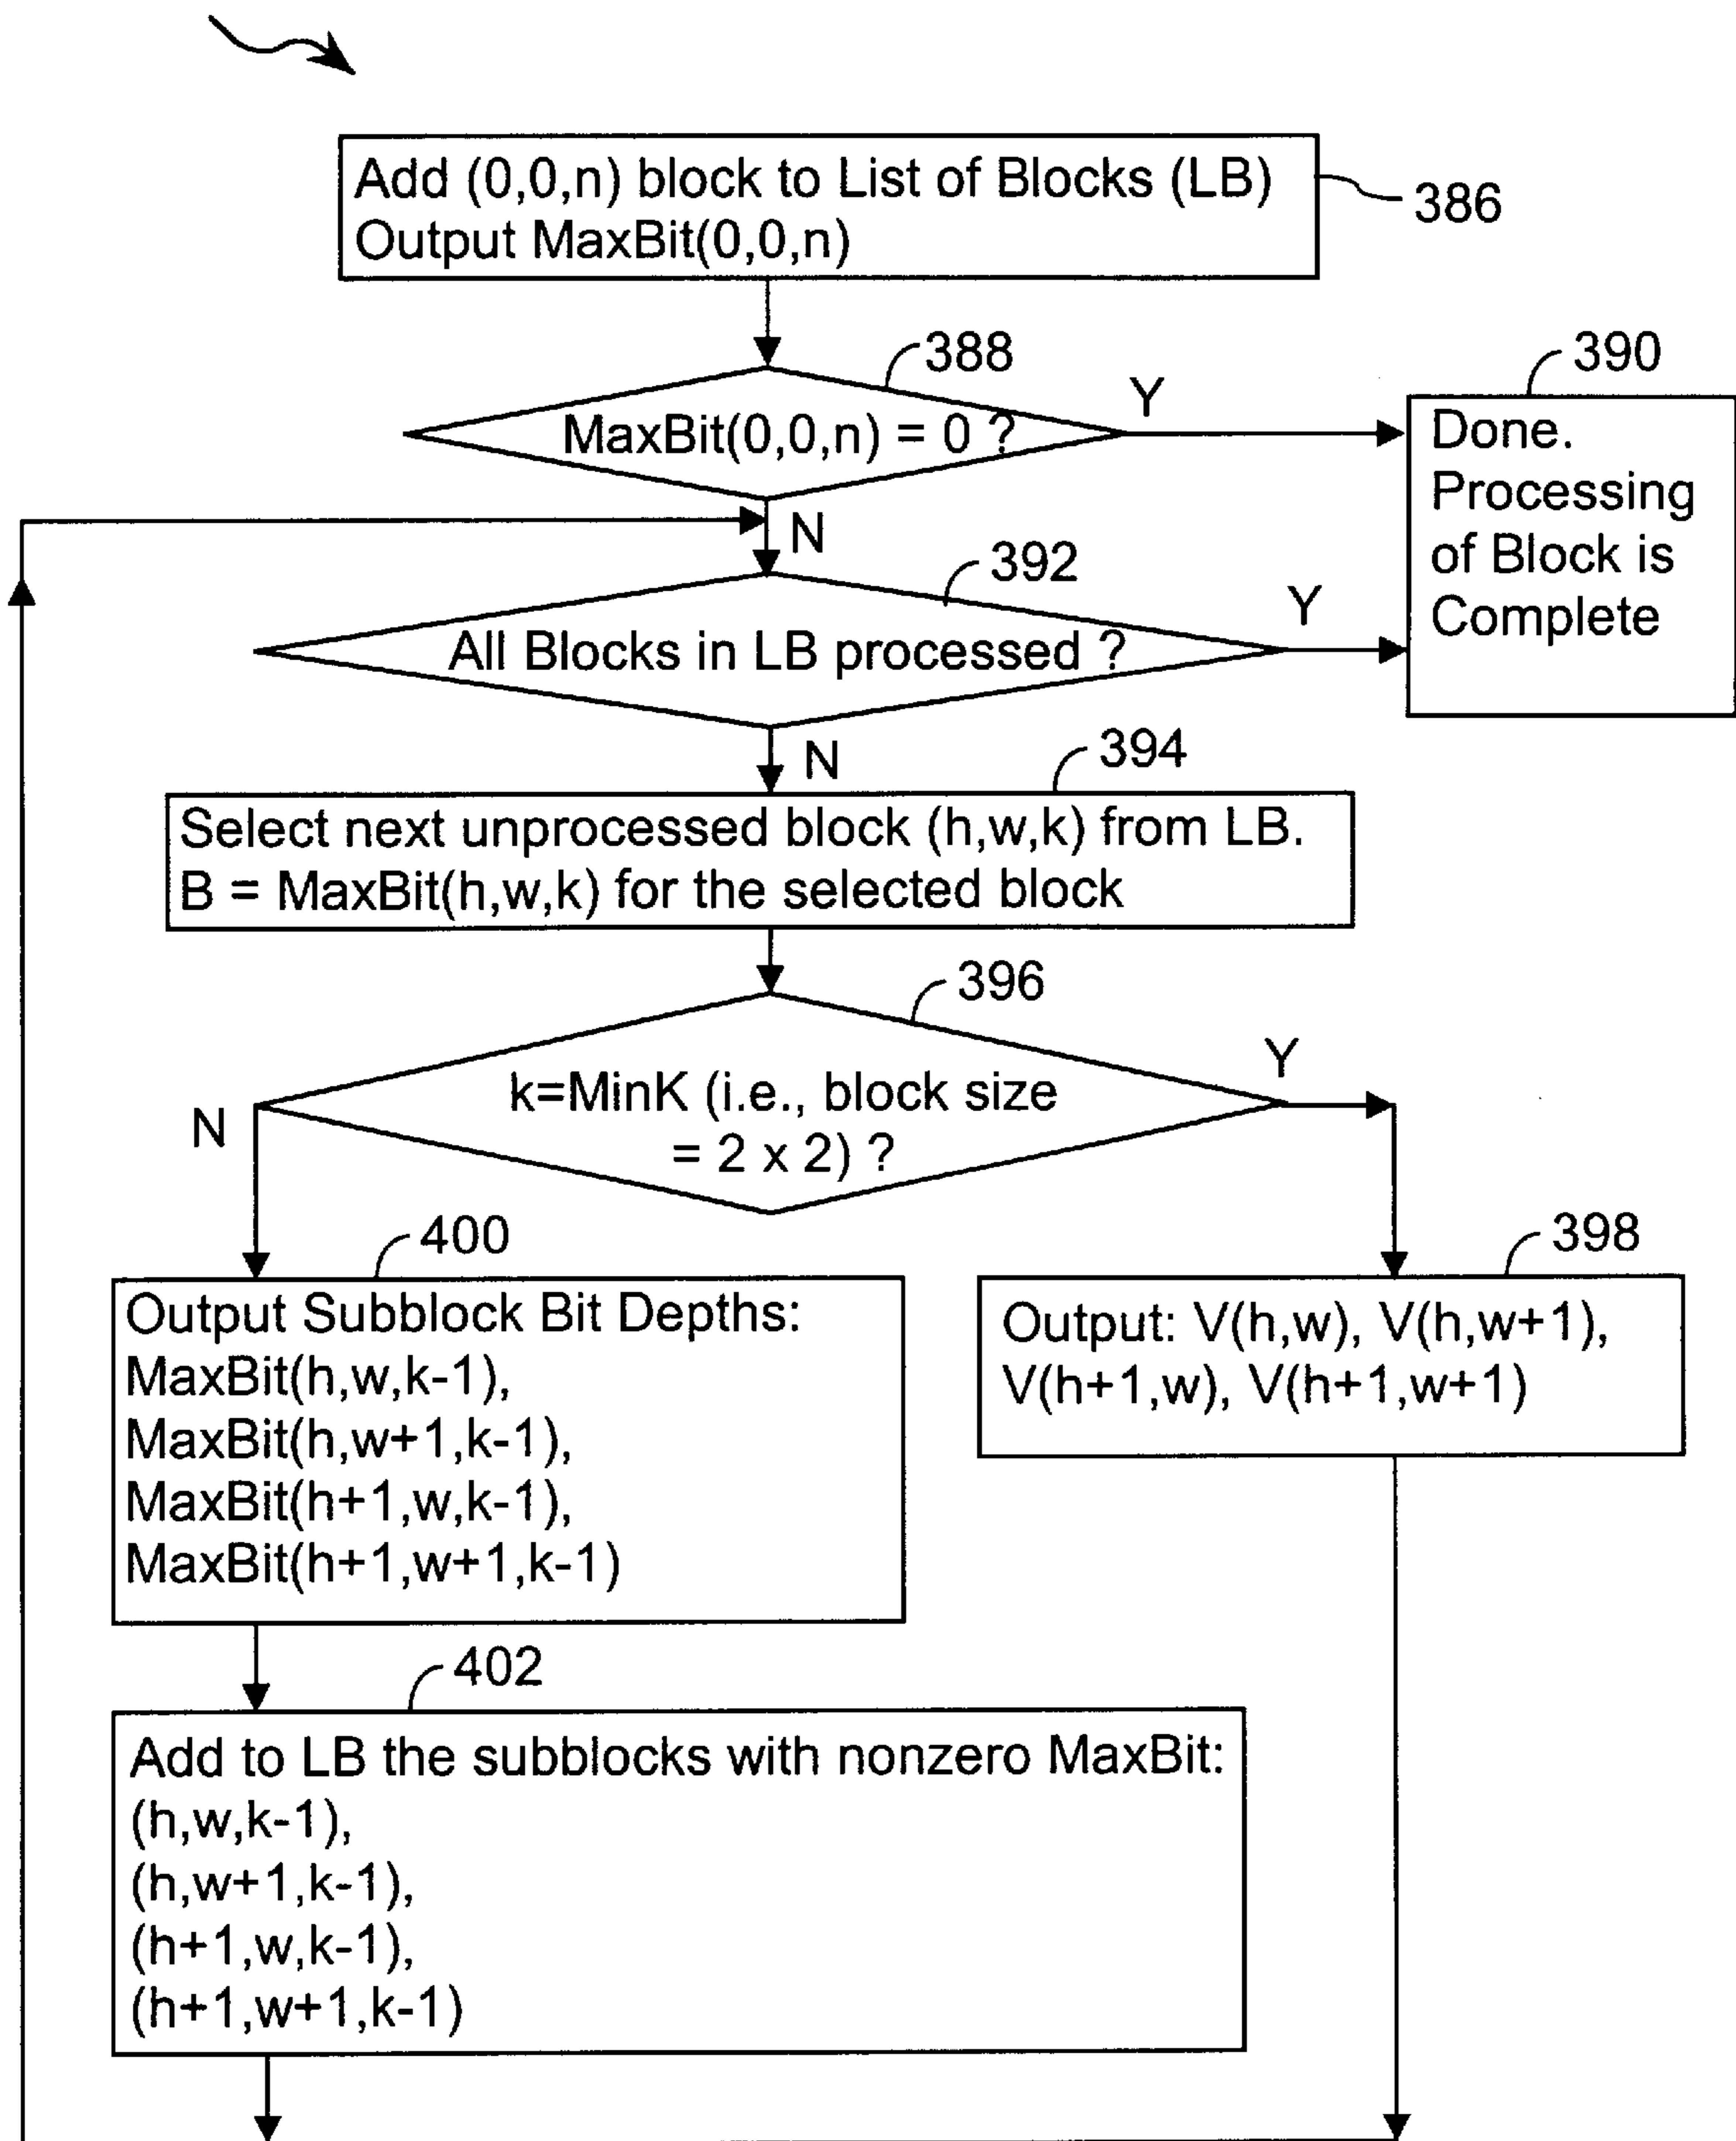 Add (0,0,n) block to List of Blocks (LB)
Output MaxBit(0,0,n)
386
388
MaxBit(0,0,n) = 0 ?
Y
390
Done.
Processing
of Block is
Complete
N
392
All Blocks in LB processed ?
Y
N
394
Select next unprocessed block (h,w,k) from LB.
B = MaxBit(h,w,k) for the selected block
396
k=MinK (i.e., block size
= 2 x 2) ?
Y
N
400
Output Subblock Bit Depths:
MaxBit(h,w,k-1),
MaxBit(h,w+1,k-1),
MaxBit(h+1,w,k-1),
MaxBit(h+1,w+1,k-1)
398
Output: V(h,w), V(h,w+1),
V(h+1,w), V(h+1,w+1)
402
Add to LB the subblocks with nonzero MaxBit:
(h,w,k-1),
(h,w+1,k-1),
(h+1,w,k-1),
(h+1,w+1,k-1)